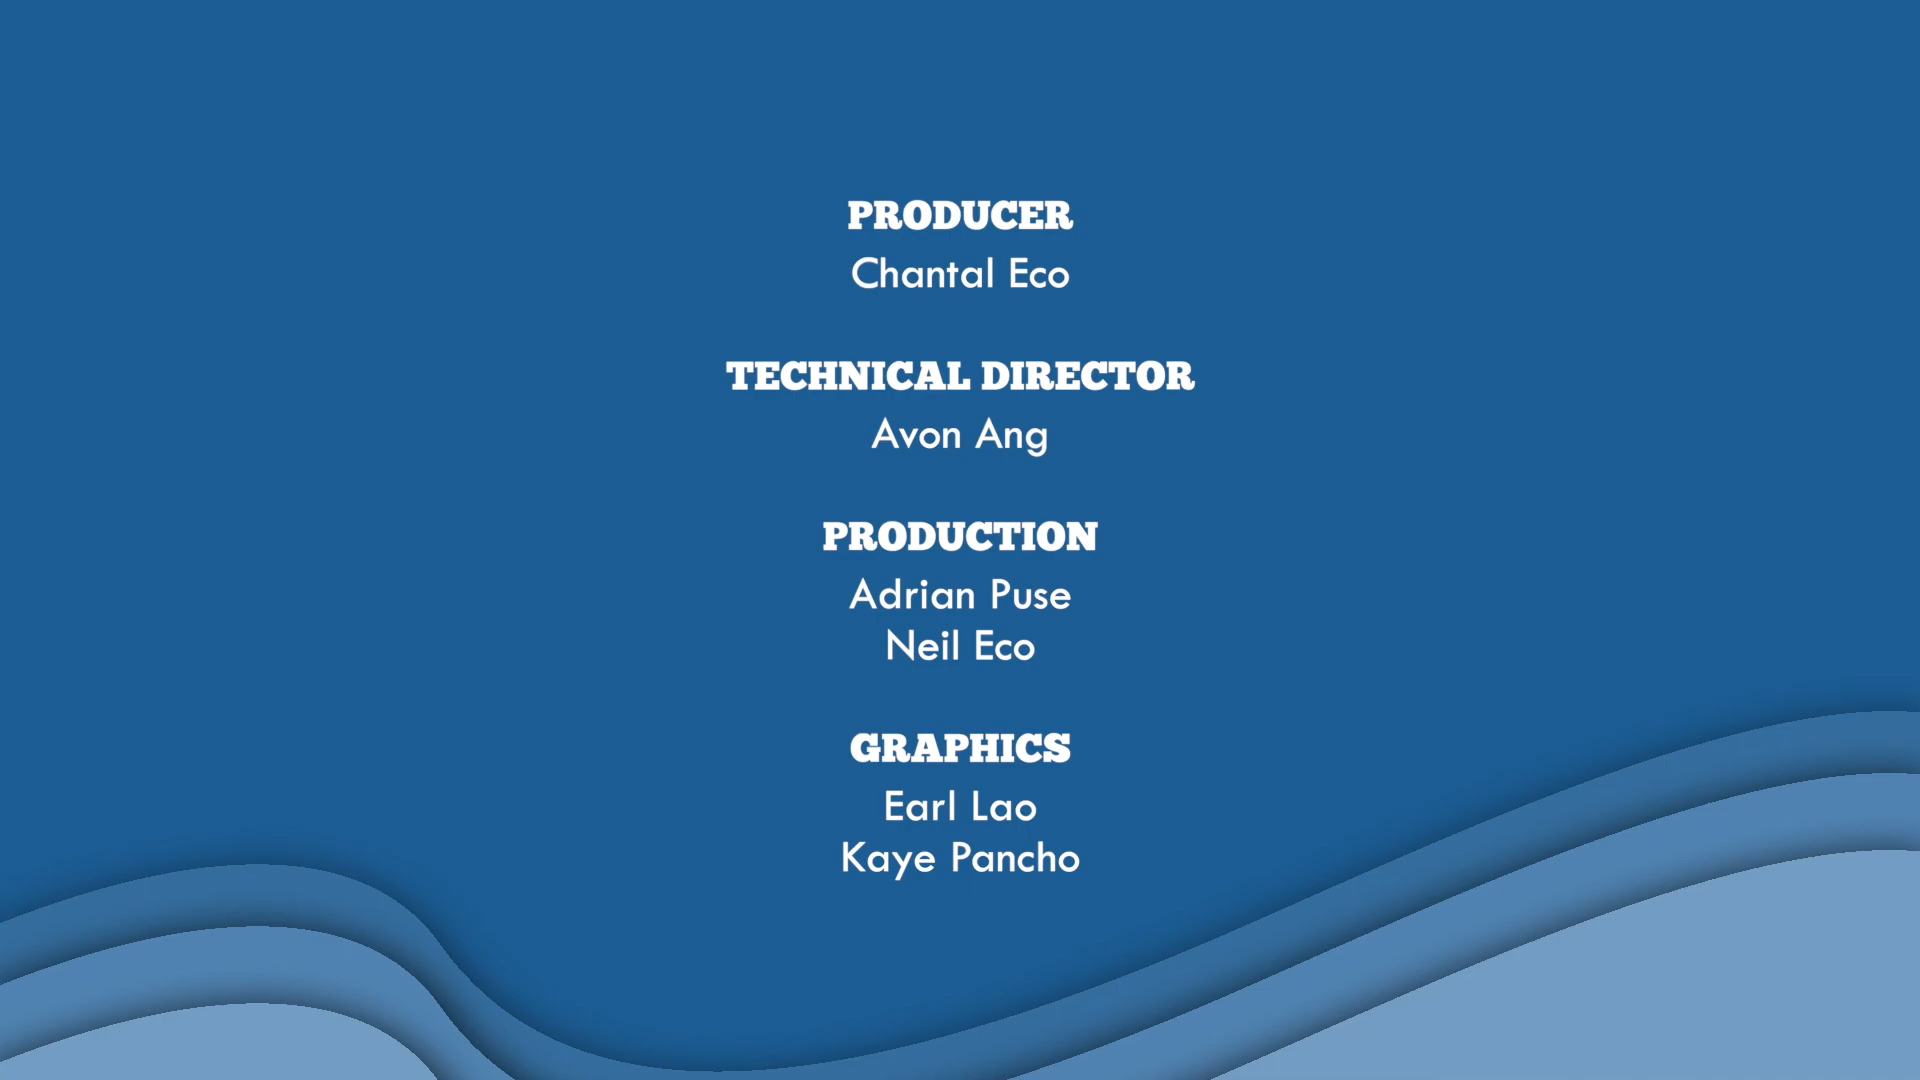 PRODUCER
Chantal Eco
TECHNICAL DIRECTOR
Avon Ang
PRODUCTION
Adrian Puse
Neil Eco
GRAPHICS
Earl Lao
Kaye Pancho